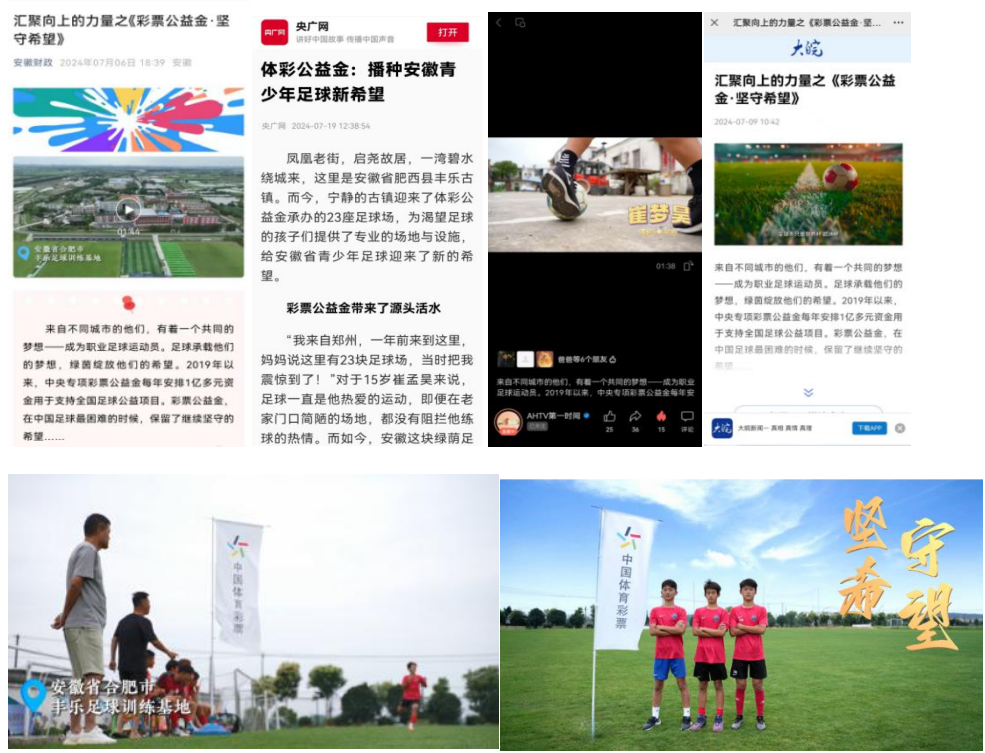 汇聚向上的力量之《彩票公益金·坚
守希望》
安徽财政 2024年07月06日 18:39 安徽
01:44
安徽省合肥市
丰乐足球训练基地
来自不同城市的他们，有着一个共同的
梦想——成为职业足球运动员。足球承载他们
的梦想，绿茵绽放他们的希望。2019年以
来，中央专项彩票公益金每年安排1亿多元资
金用于支持全国足球公益项目。彩票公益金，
在中国足球最困难的时候，保留了继续坚守的
希望……
央广网
央广网
讲好中国故事 传播中国声音
打开
体彩公益金：播种安徽青
少年足球新希望
央广网 2024-07-19 12:38:54
凤凰老街，启尧故居，一湾碧水
绕城来，这里是安徽省肥西县丰乐古
镇。而今，宁静的古镇迎来了体彩公
益金承办的23座足球场，为渴望足球
的孩子们提供了专业的场地与设施，
给安徽省青少年足球迎来了新的希
望。
彩票公益金带来了源头活水
“我来自郑州，一年前来到这里，
妈妈说这里有23块足球场，当时把我
震惊到了！”对于15岁崔孟昊来说，
足球一直是他热爱的运动，即便在老
家门口简陋的场地，都没有阻拦他练
球的热情。而如今，安徽这块绿茵足
崔梦昊
01:38
爸爸等6个朋友
来自不同城市的他们，有着一个共同的梦想——成为职业
足球运动员。2019年以来，中央专项彩票公益金每年安
AHTV第一时间
已关注
25
36
15
评论
汇聚向上的力量之《彩票公益金·坚...
大皖
汇聚向上的力量之《彩票公益
金·坚守希望》
2024-07-09 10:42
来自不同城市的他们，有着一个共同的梦想
——成为职业足球运动员。足球承载他们的
梦想，绿茵绽放他们的希望。2019年以来，
中央专项彩票公益金每年安排1亿多元资金用
于支持全国足球公益项目。彩票公益金，在
中国足球最困难的时候，保留了继续坚守的
希望……
大皖
大皖新闻— 真相 真情 真理
下载APP
中国体育彩票
安徽省合肥市
丰乐足球训练基地
中国体育彩票
坚守
希望